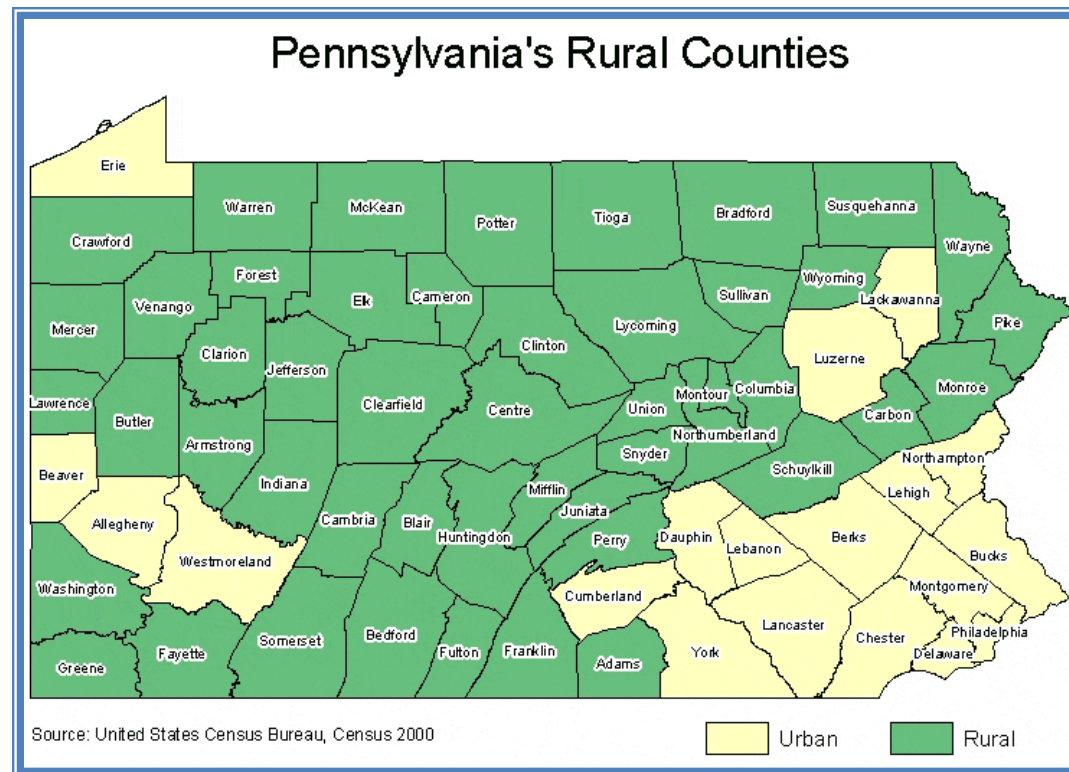 Pennsylvania's Rural Counties
Erie
Warren
McKean
Potter
Tioga
Bradford
Susquehanna
Wayne
Crawford
Forest
Venango
Elk
Cameron
Sullivan
Wyoming
Lackawanna
Mercer
Clarion
Jefferson
Clinton
Lycoming
Luzerne
Pike
Lawrence
Butler
Clearfield
Centre
Union
Montour
Columbia
Monroe
Carbon
Armstrong
Northumberland
Snyder
Beaver
Indiana
Mifflin
Schuylkill
Northampton
Lehigh
Allegheny
Cambria
Blair
Huntingdon
Juniata
Perry
Dauphin
Lebanon
Berks
Bucks
Westmoreland
Washington
Cumberland
Montgomery
Somerset
Bedford
Fulton
Franklin
Adams
York
Lancaster
Chester
Philadelphia
Delaware
Greene
Fayette
Source: United States Census Bureau, Census 2000
Urban
Rural